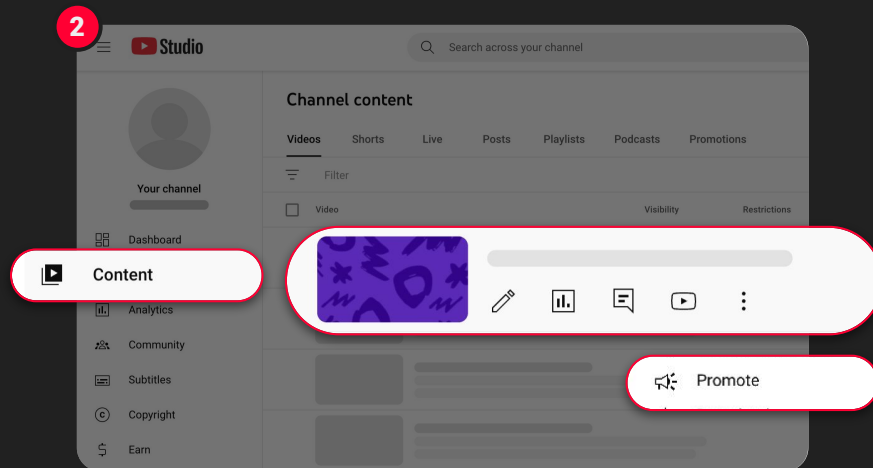 2
Studio
Search across your channel
Channel content
Videos Shorts Live Posts Playlists Podcasts Promotions
Filter
Your channel
Video Visibility Restrictions
Dashboard
Content
Analytics
Community
Promote
Subtitles
Copyright
Earn